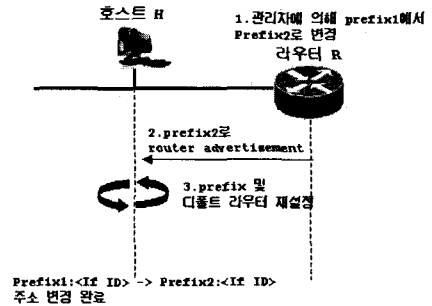 호스트 H
1.관리자에 의해 prefix1에서
Prefix2로 변경
라우터 R
2.prefix2로
router advertisement
3.prefix 및
디폴트 라우터 재설정
Prefix1:<If ID> -> Prefix2:<If ID>
주소 변경 완료